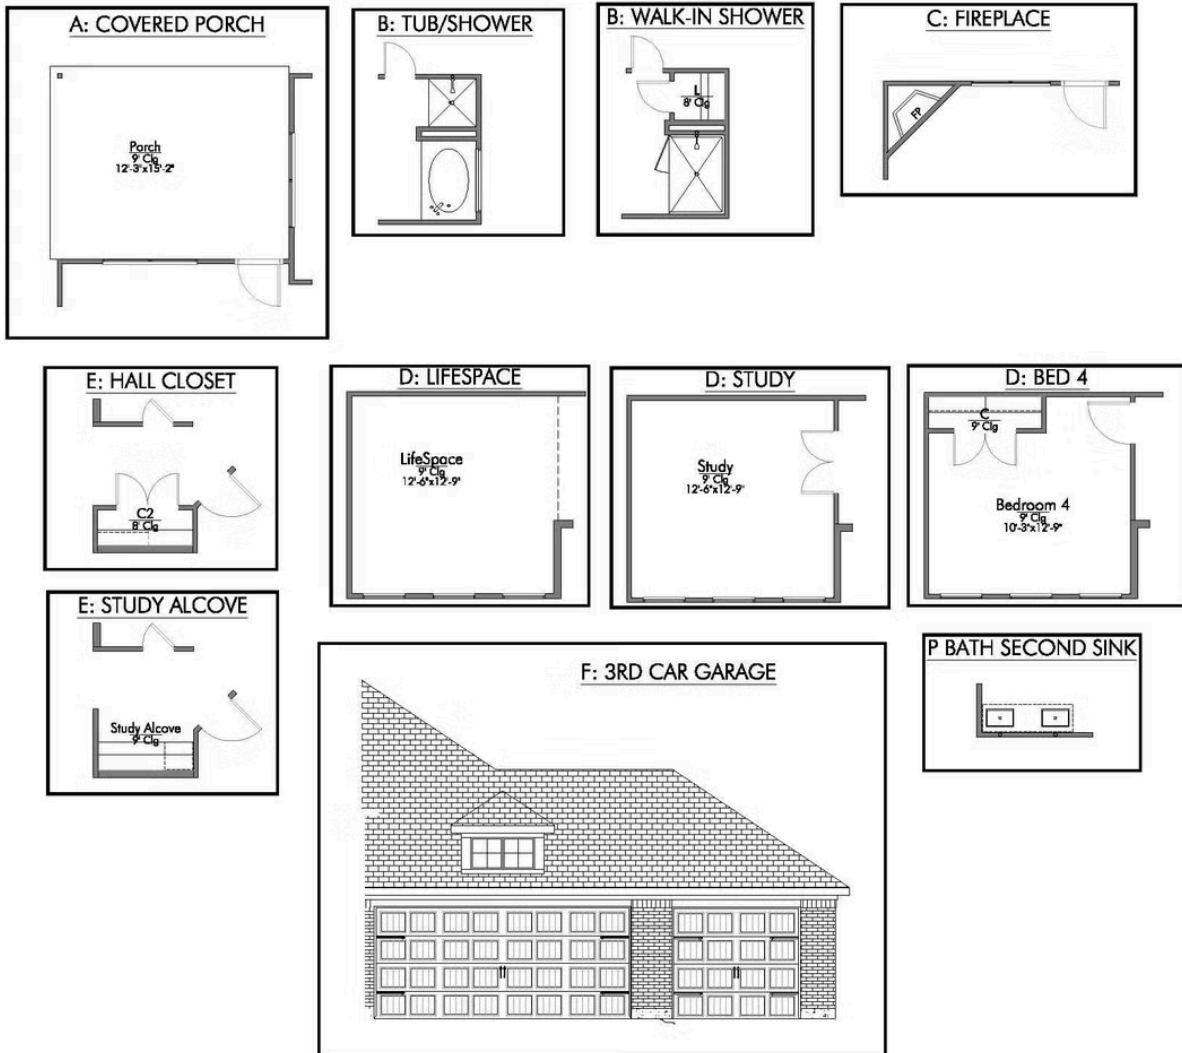 A: COVERED PORCH
Porch
9' Clg
12'-3"x15'-2"
B: TUB/SHOWER
B: WALK-IN SHOWER
L
8' Clg
C: FIREPLACE
FP
E: HALL CLOSET
C2
8' Clg
D: LIFESPACE
LifeSpace
9' Clg
12'-6"x12'-9"
D: STUDY
Study
9' Clg
12'-6"x12'-9"
D: BED 4
C
9' Clg
Bedroom 4
9' Clg
10'-3"x12'-9"
E: STUDY ALCOVE
Study Alcove
9' Clg
F: 3RD CAR GARAGE
P BATH SECOND SINK